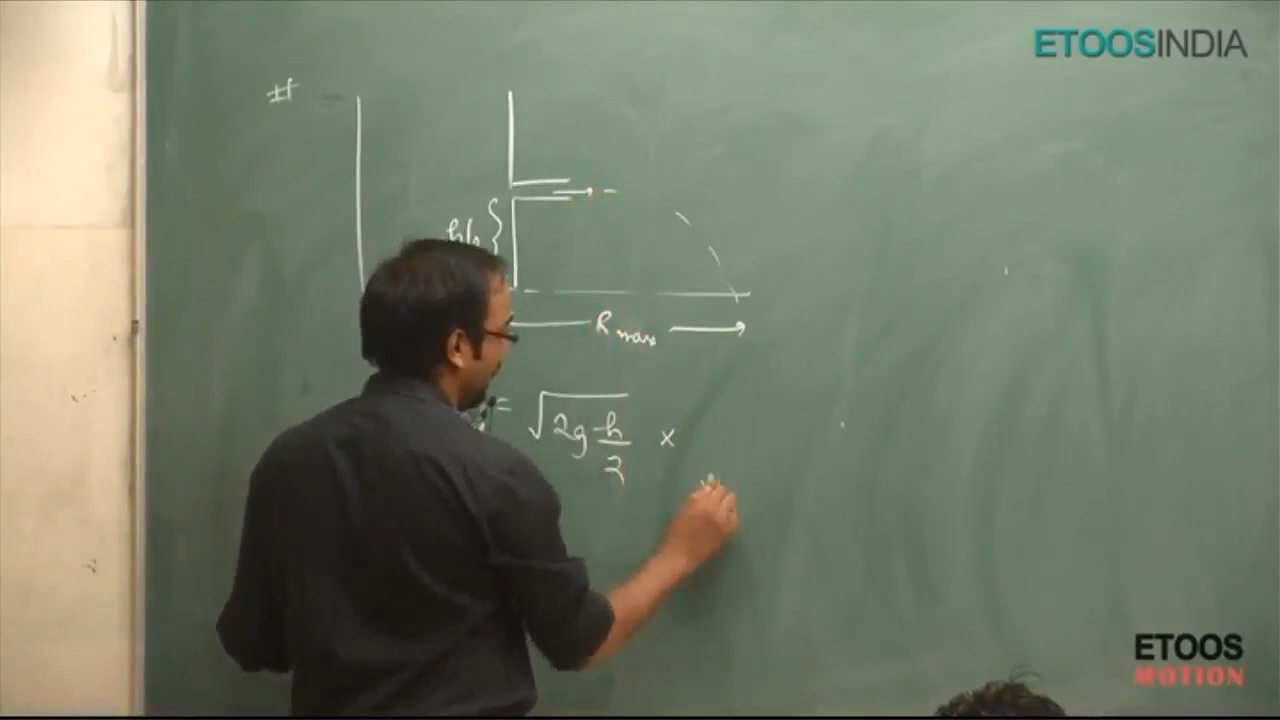 ETOOSINDIA
#
h/2
R max
= √2g h/2 ×
ETOOS
MOTION